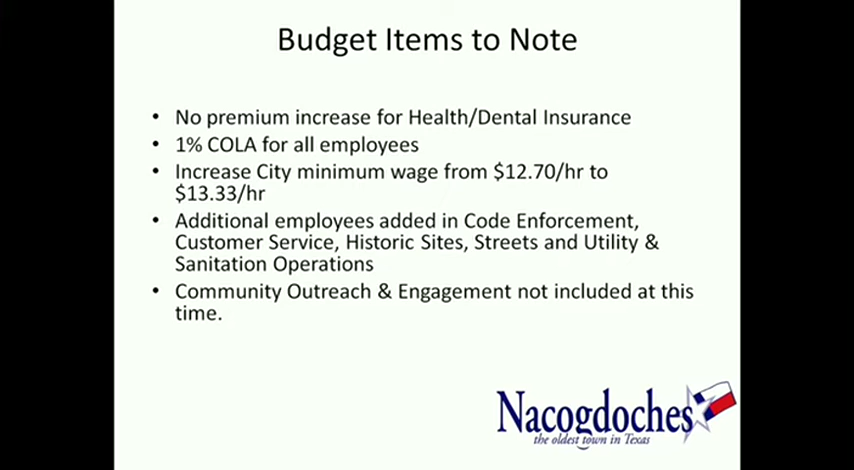 Budget Items to Note
• No premium increase for Health/Dental Insurance
• 1% COLA for all employees
• Increase City minimum wage from $12.70/hr to
$13.33/hr
• Additional employees added in Code Enforcement,
Customer Service, Historic Sites, Streets and Utility &
Sanitation Operations
• Community Outreach & Engagement not included at this
time.
Nacogdoches
the oldest town in Texas